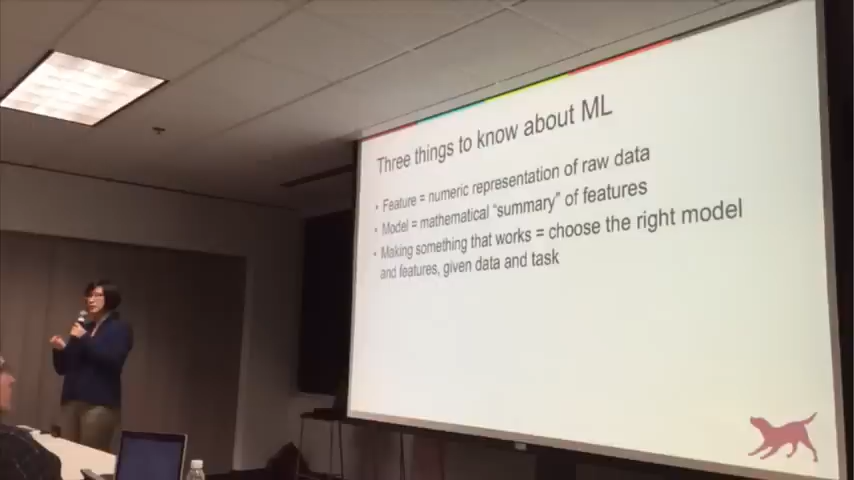 Three things to know about ML
• Feature = numeric representation of raw data
• Model = mathematical “summary” of features
• Making something that works = choose the right model
and features, given data and task